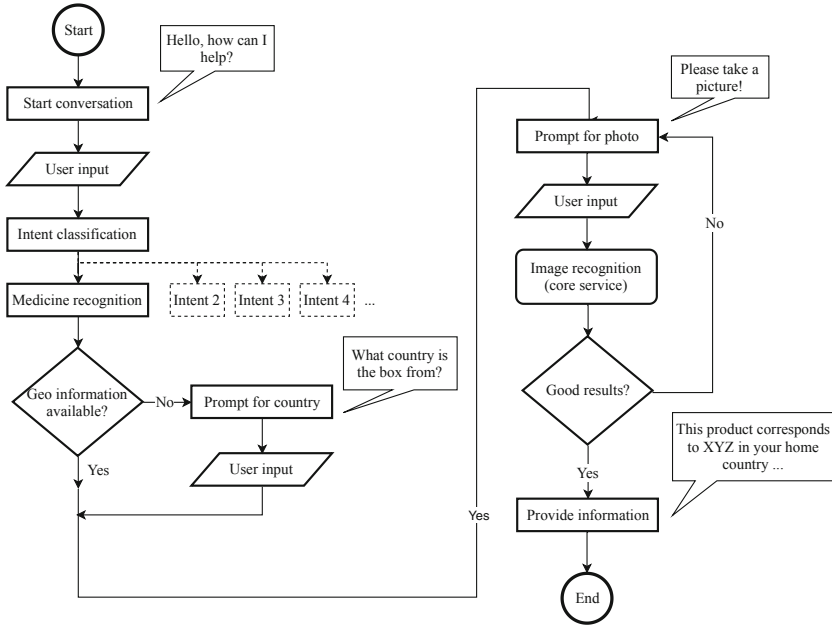 Start
Hello, how can I
help?
Start conversation
User input
Intent classification
Medicine recognition
Intent 2
Intent 3
Intent 4
...
Geo information
available?
No
Prompt for country
What country is
the box from?
User input
Yes
Yes
Please take a
picture!
Prompt for photo
User input
No
Image recognition
(core service)
Good results?
This product corresponds
to XYZ in your home
country ...
Yes
Provide information
End